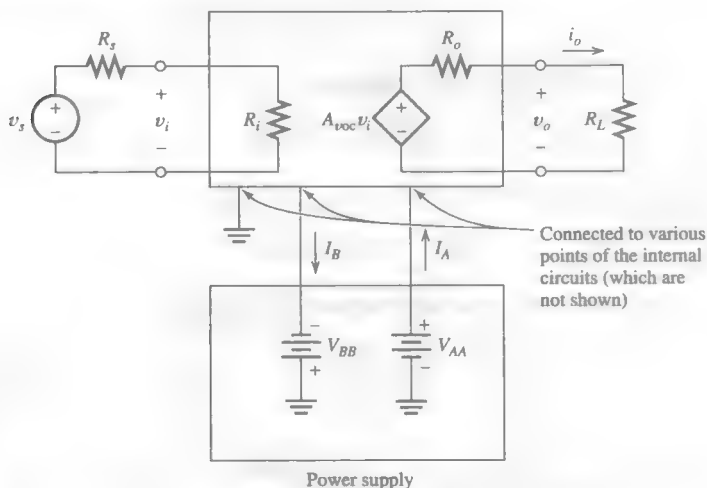 R_s
R_o
i_o
+
v_s
+
−
+
v_i
−
R_i
A_voc v_i
+
−
+
v_o
−
R_L
I_B
I_A
Connected to various
points of the internal
circuits (which are
not shown)
−
V_BB
+
+
V_AA
−
Power supply